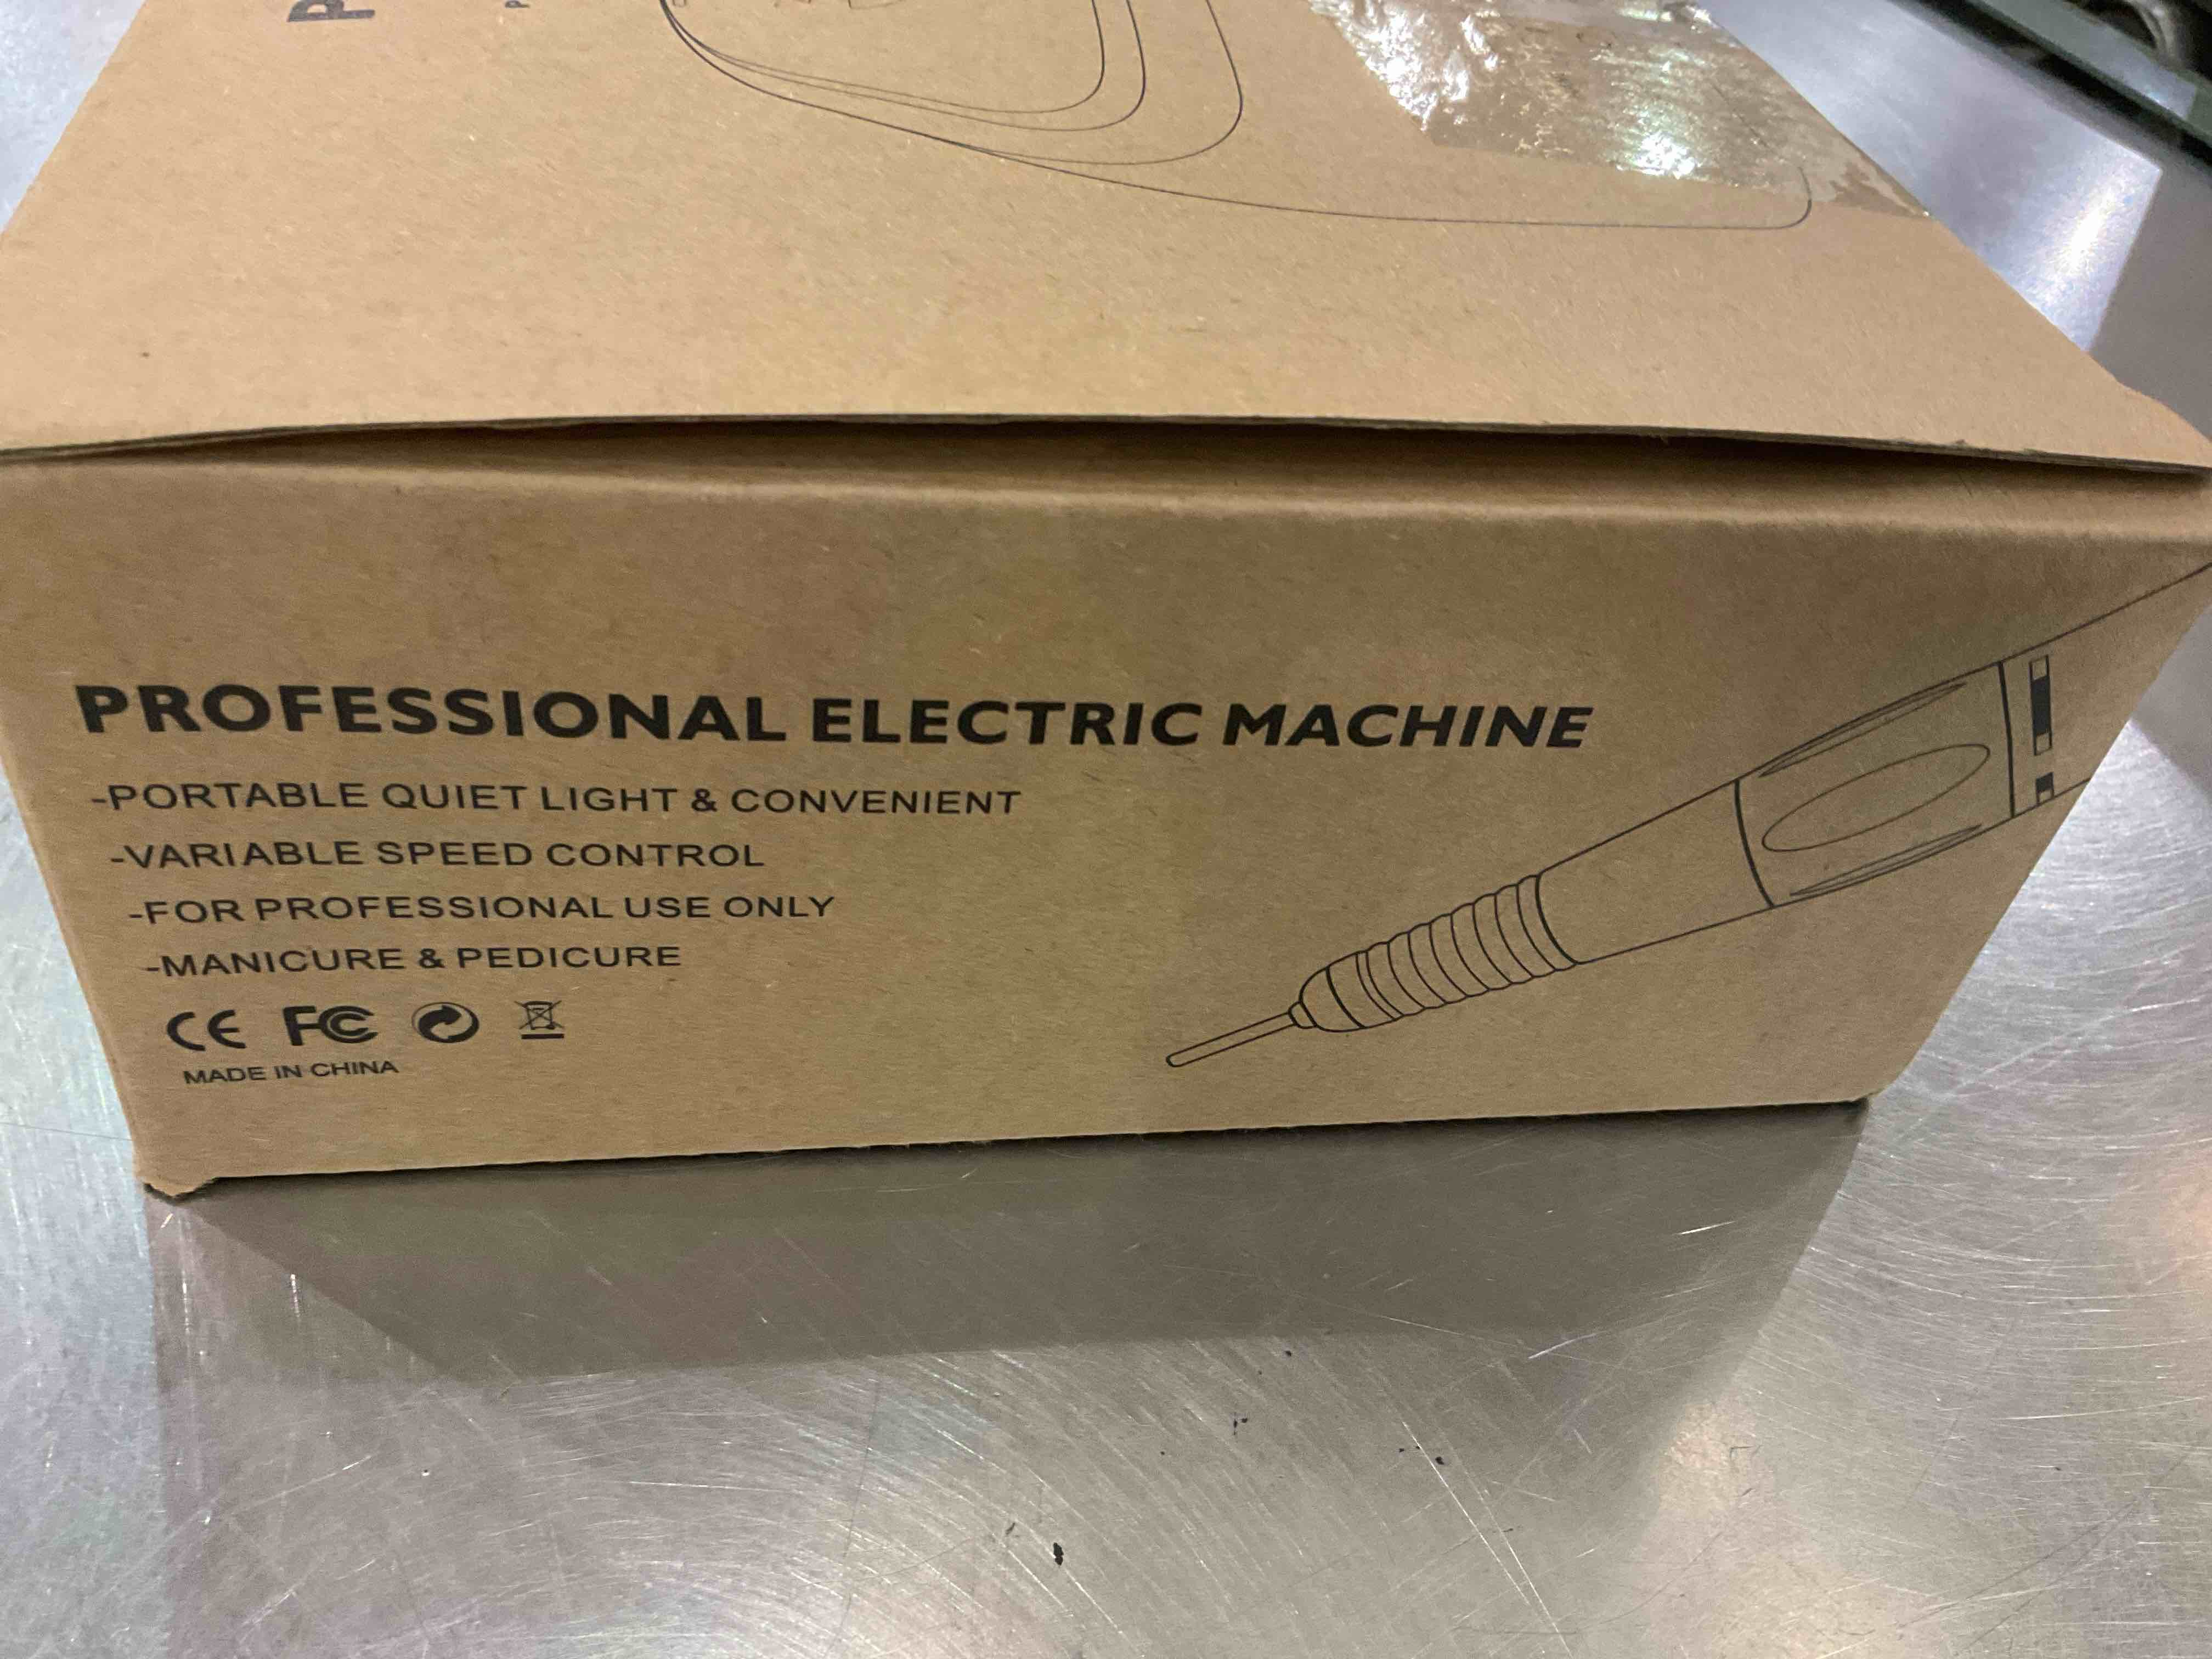 PROFESSIONAL ELECTRIC MACHINE
-PORTABLE QUIET LIGHT & CONVENIENT
-VARIABLE SPEED CONTROL
-FOR PROFESSIONAL USE ONLY
-MANICURE & PEDICURE
CE FC
MADE IN CHINA